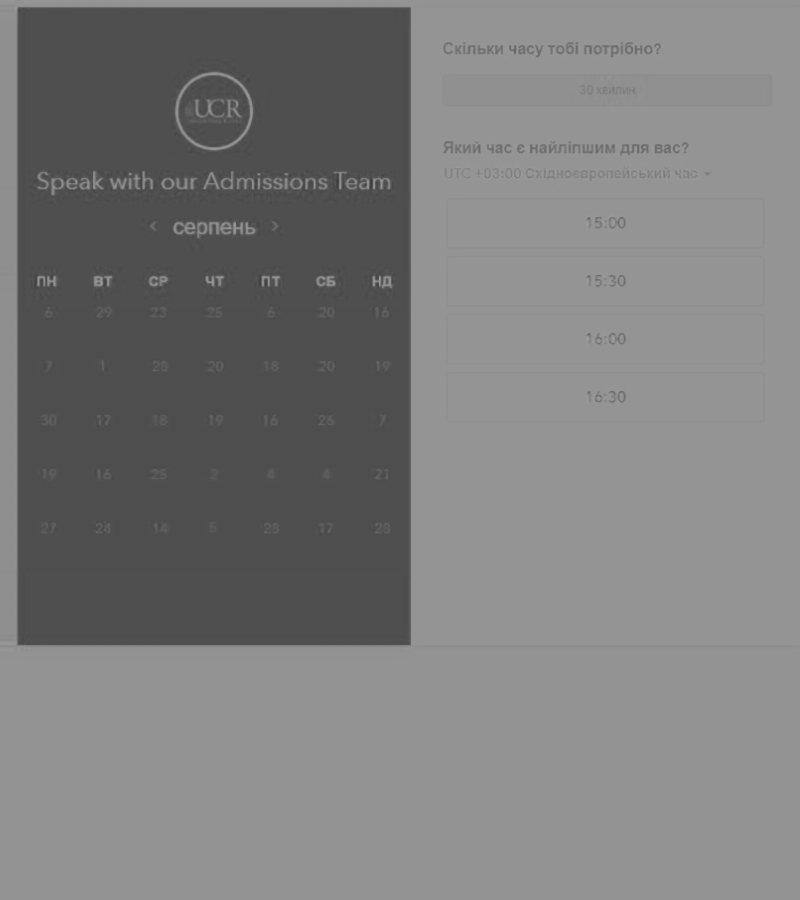 UCR
Speak with our Admissions Team
< серпень >
ПН ВТ СР ЧТ ПТ СБ НД
6 29 23 25 6 20 16
7 1 28 20 18 20 19
30 17 18 19 16 26 7
19 16 25 2 4 4 21
27 24 14 5 28 17 28
Скільки часу тобі потрібно?
30 хвилин
Який час є найліпшим для вас?
UTC +03:00 Східноєвропейський час
15:00
15:30
16:00
16:30